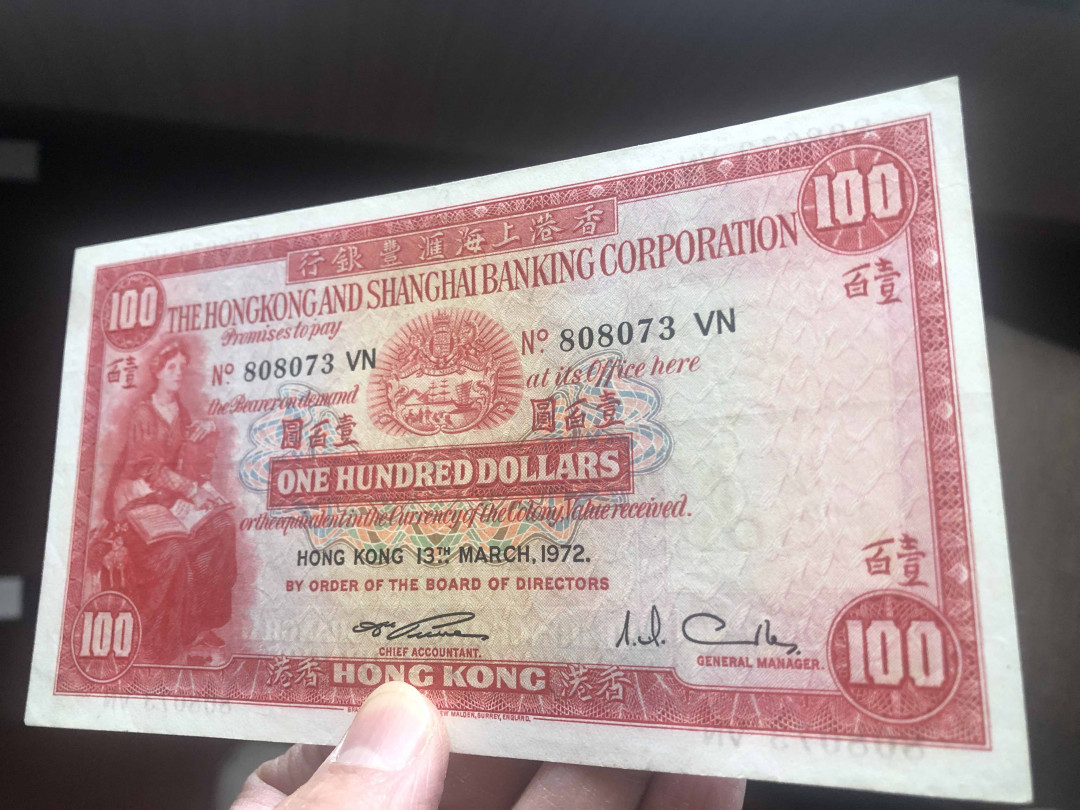 香港上海滙豐銀行
THE HONGKONG AND SHANGHAI BANKING CORPORATION
100
100
Promises to pay
壹百
壹百
Nº 808073 VN
Nº 808073 VN
the Bearer on demand
at its Office here
壹百圓
壹百圓
ONE HUNDRED DOLLARS
or the equivalent in the Currency of the Colony, Value received.
HONG KONG 13TH MARCH, 1972.
BY ORDER OF THE BOARD OF DIRECTORS
壹百
CHIEF ACCOUNTANT.
GENERAL MANAGER.
100
100
香港 HONG KONG 香港
NEW MALDEN, SURREY, ENGLAND.